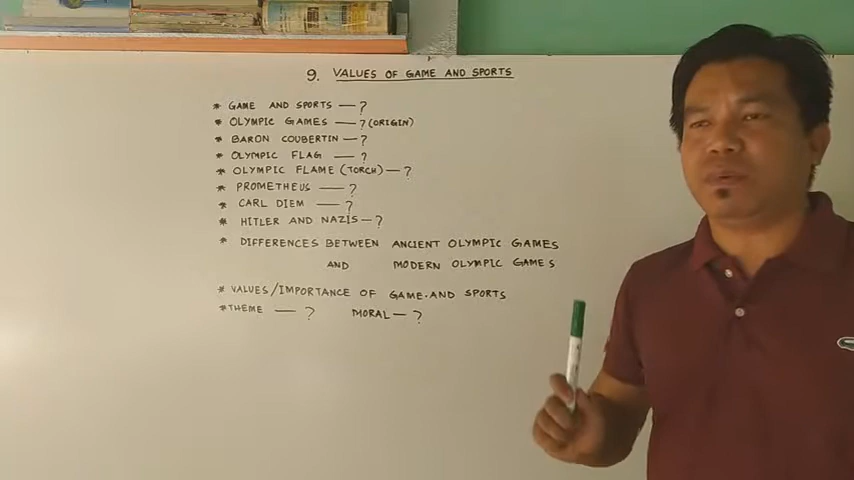 9. VALUES OF GAME AND SPORTS
* GAME AND SPORTS — ?
* OLYMPIC GAMES — ? (ORIGIN)
* BARON COUBERTIN — ?
* OLYMPIC FLAG — ?
* OLYMPIC FLAME (TORCH) — ?
* PROMETHEUS — ?
* CARL DIEM — ?
* HITLER AND NAZIS — ?
* DIFFERENCES BETWEEN ANCIENT OLYMPIC GAMES
AND MODERN OLYMPIC GAMES
* VALUES/IMPORTANCE OF GAME AND SPORTS
* THEME — ? MORAL — ?